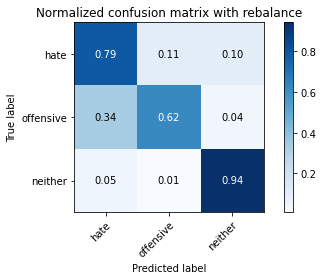 Normalized confusion matrix with rebalance
True label
hate 0.79 0.11 0.10
offensive 0.34 0.62 0.04
neither 0.05 0.01 0.94
hate offensive neither
Predicted label
0.8
0.6
0.4
0.2